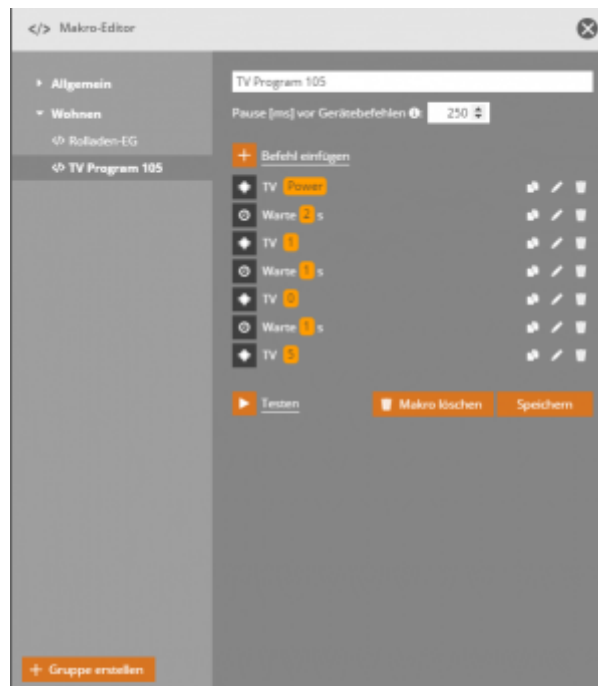 </> Makro-Editor
Allgemein
Wohnen
</> Rolladen-EG
</> TV Program 105
TV Program 105
Pause [ms] vor Gerätebefehlen : 250
Befehl einfügen
TV Power
Warte 2 s
TV 1
Warte 1 s
TV 0
Warte 1 s
TV 5
Testen
Makro löschen
Speichern
+ Gruppe erstellen